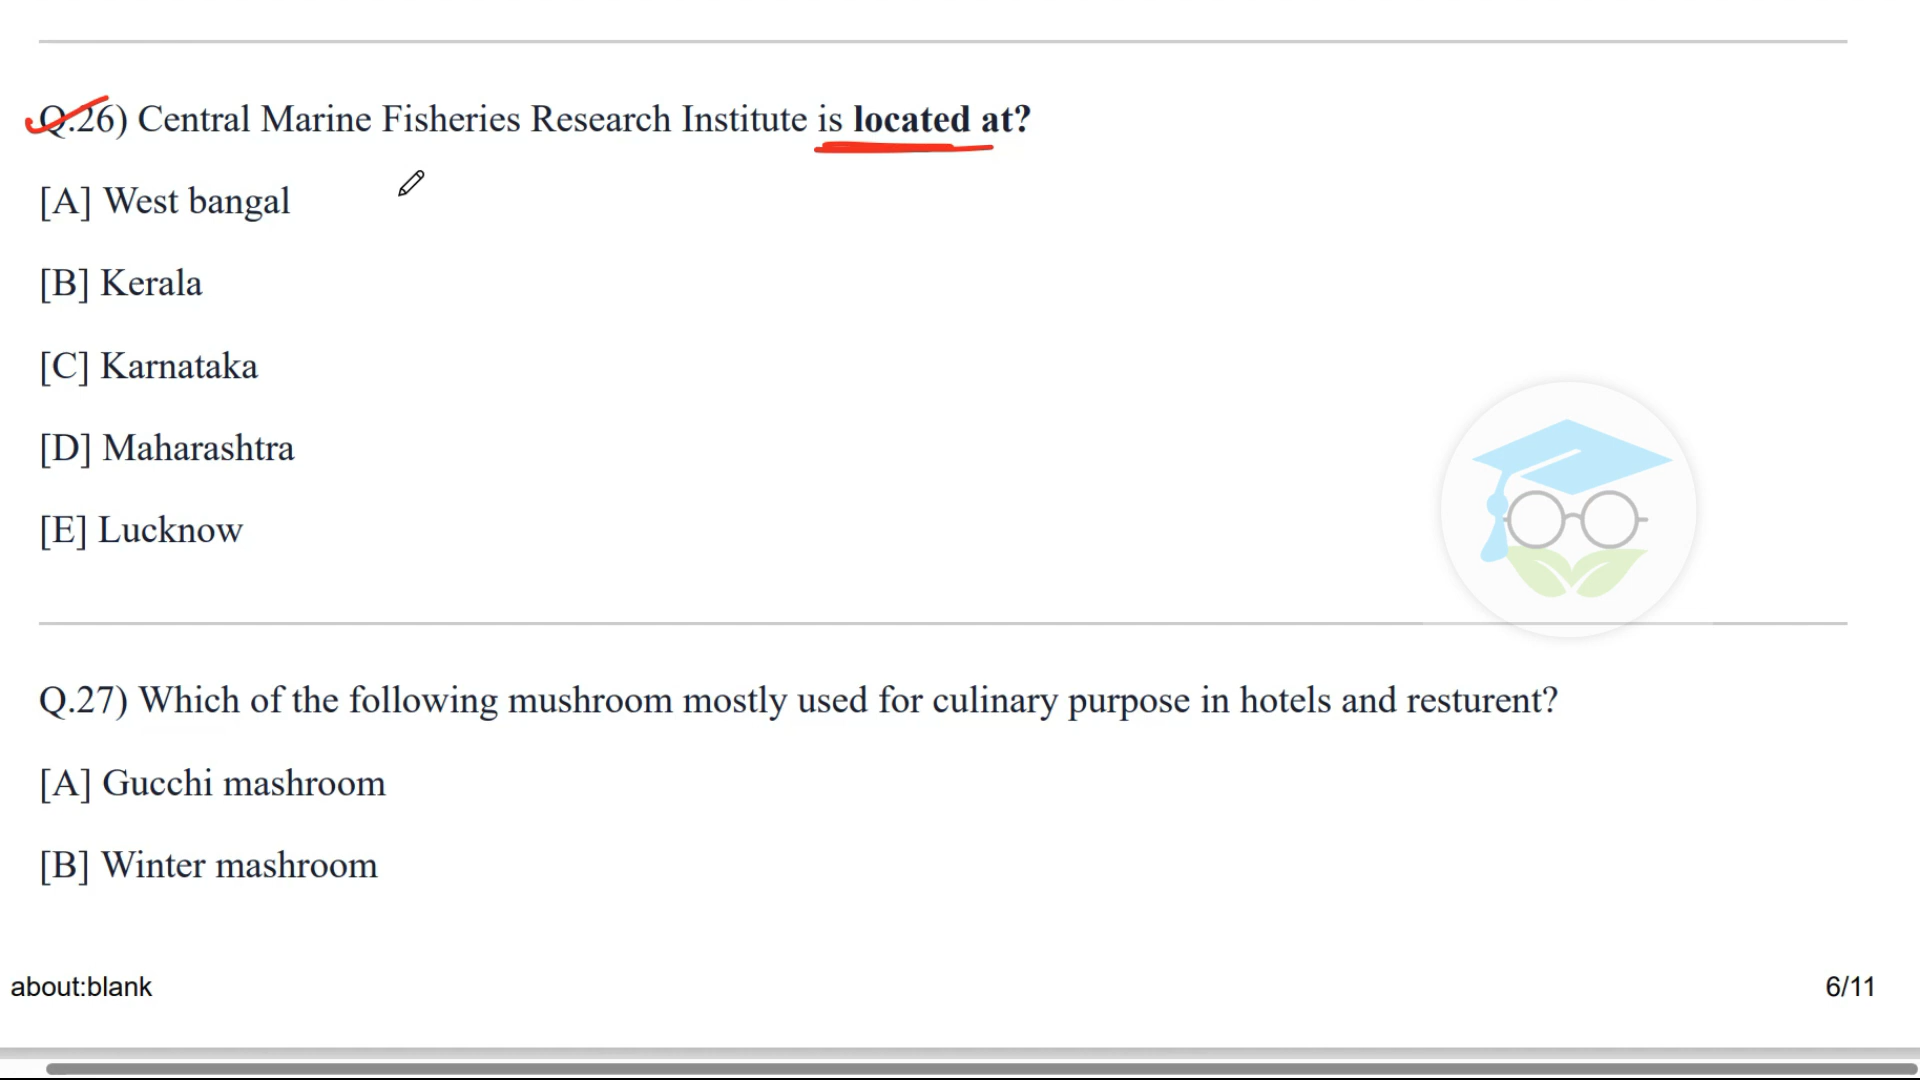 Q.26) Central Marine Fisheries Research Institute is located at?
[A] West bangal
[B] Kerala
[C] Karnataka
[D] Maharashtra
[E] Lucknow
Q.27) Which of the following mushroom mostly used for culinary purpose in hotels and resturent?
[A] Gucchi mashroom
[B] Winter mashroom
about:blank
6/11